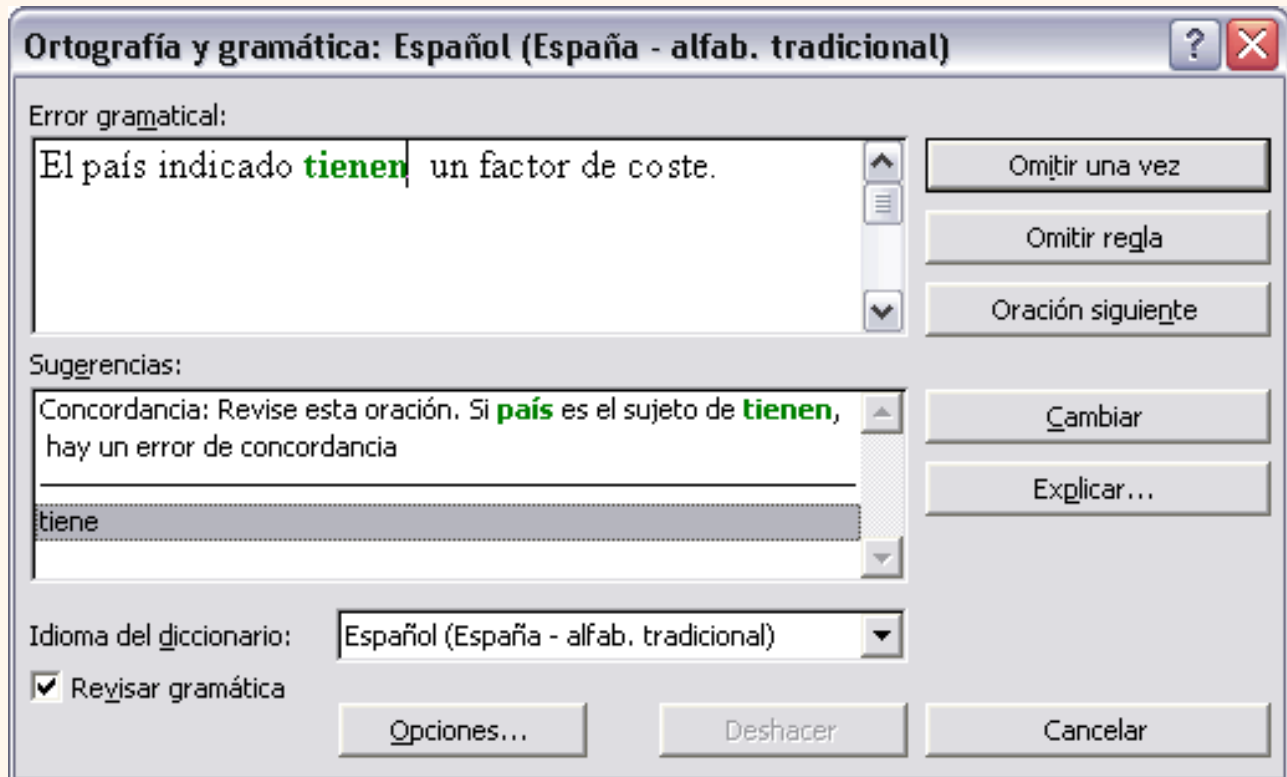 Ortografía y gramática: Español (España - alfab. tradicional)
Error gramatical:
El país indicado tienen un factor de coste.
Omitir una vez
Omitir regla
Oración siguiente
Sugerencias:
Concordancia: Revise esta oración. Si país es el sujeto de tienen,
hay un error de concordancia
tiene
Cambiar
Explicar...
Idioma del diccionario: Español (España - alfab. tradicional)
Revisar gramática
Opciones... Deshacer Cancelar